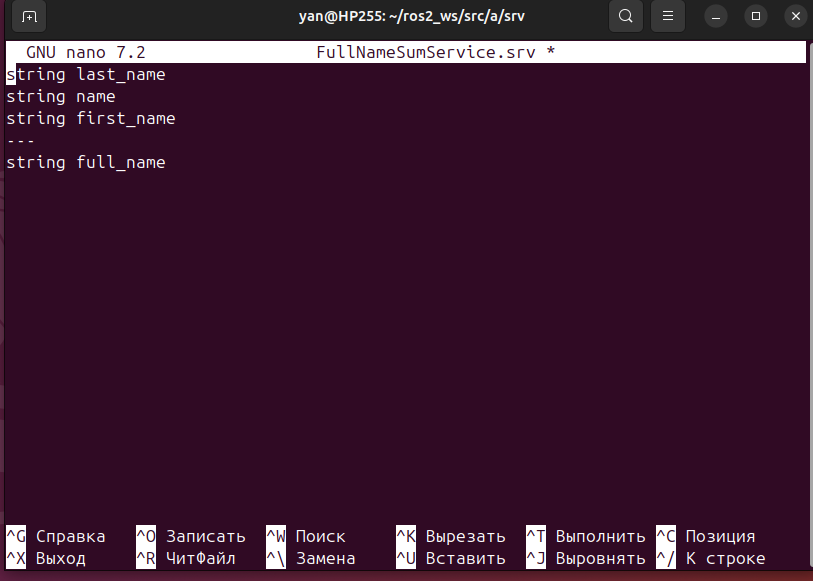 yan@HP255: ~/ros2_ws/src/a/srv
GNU nano 7.2 FullNameSumService.srv *
string last_name
string name
string first_name
---
string full_name
^G Справка ^O Записать ^W Поиск ^K Вырезать ^T Выполнить ^C Позиция
^X Выход ^R ЧитФайл ^\ Замена ^U Вставить ^J Выровнять ^/ К строке